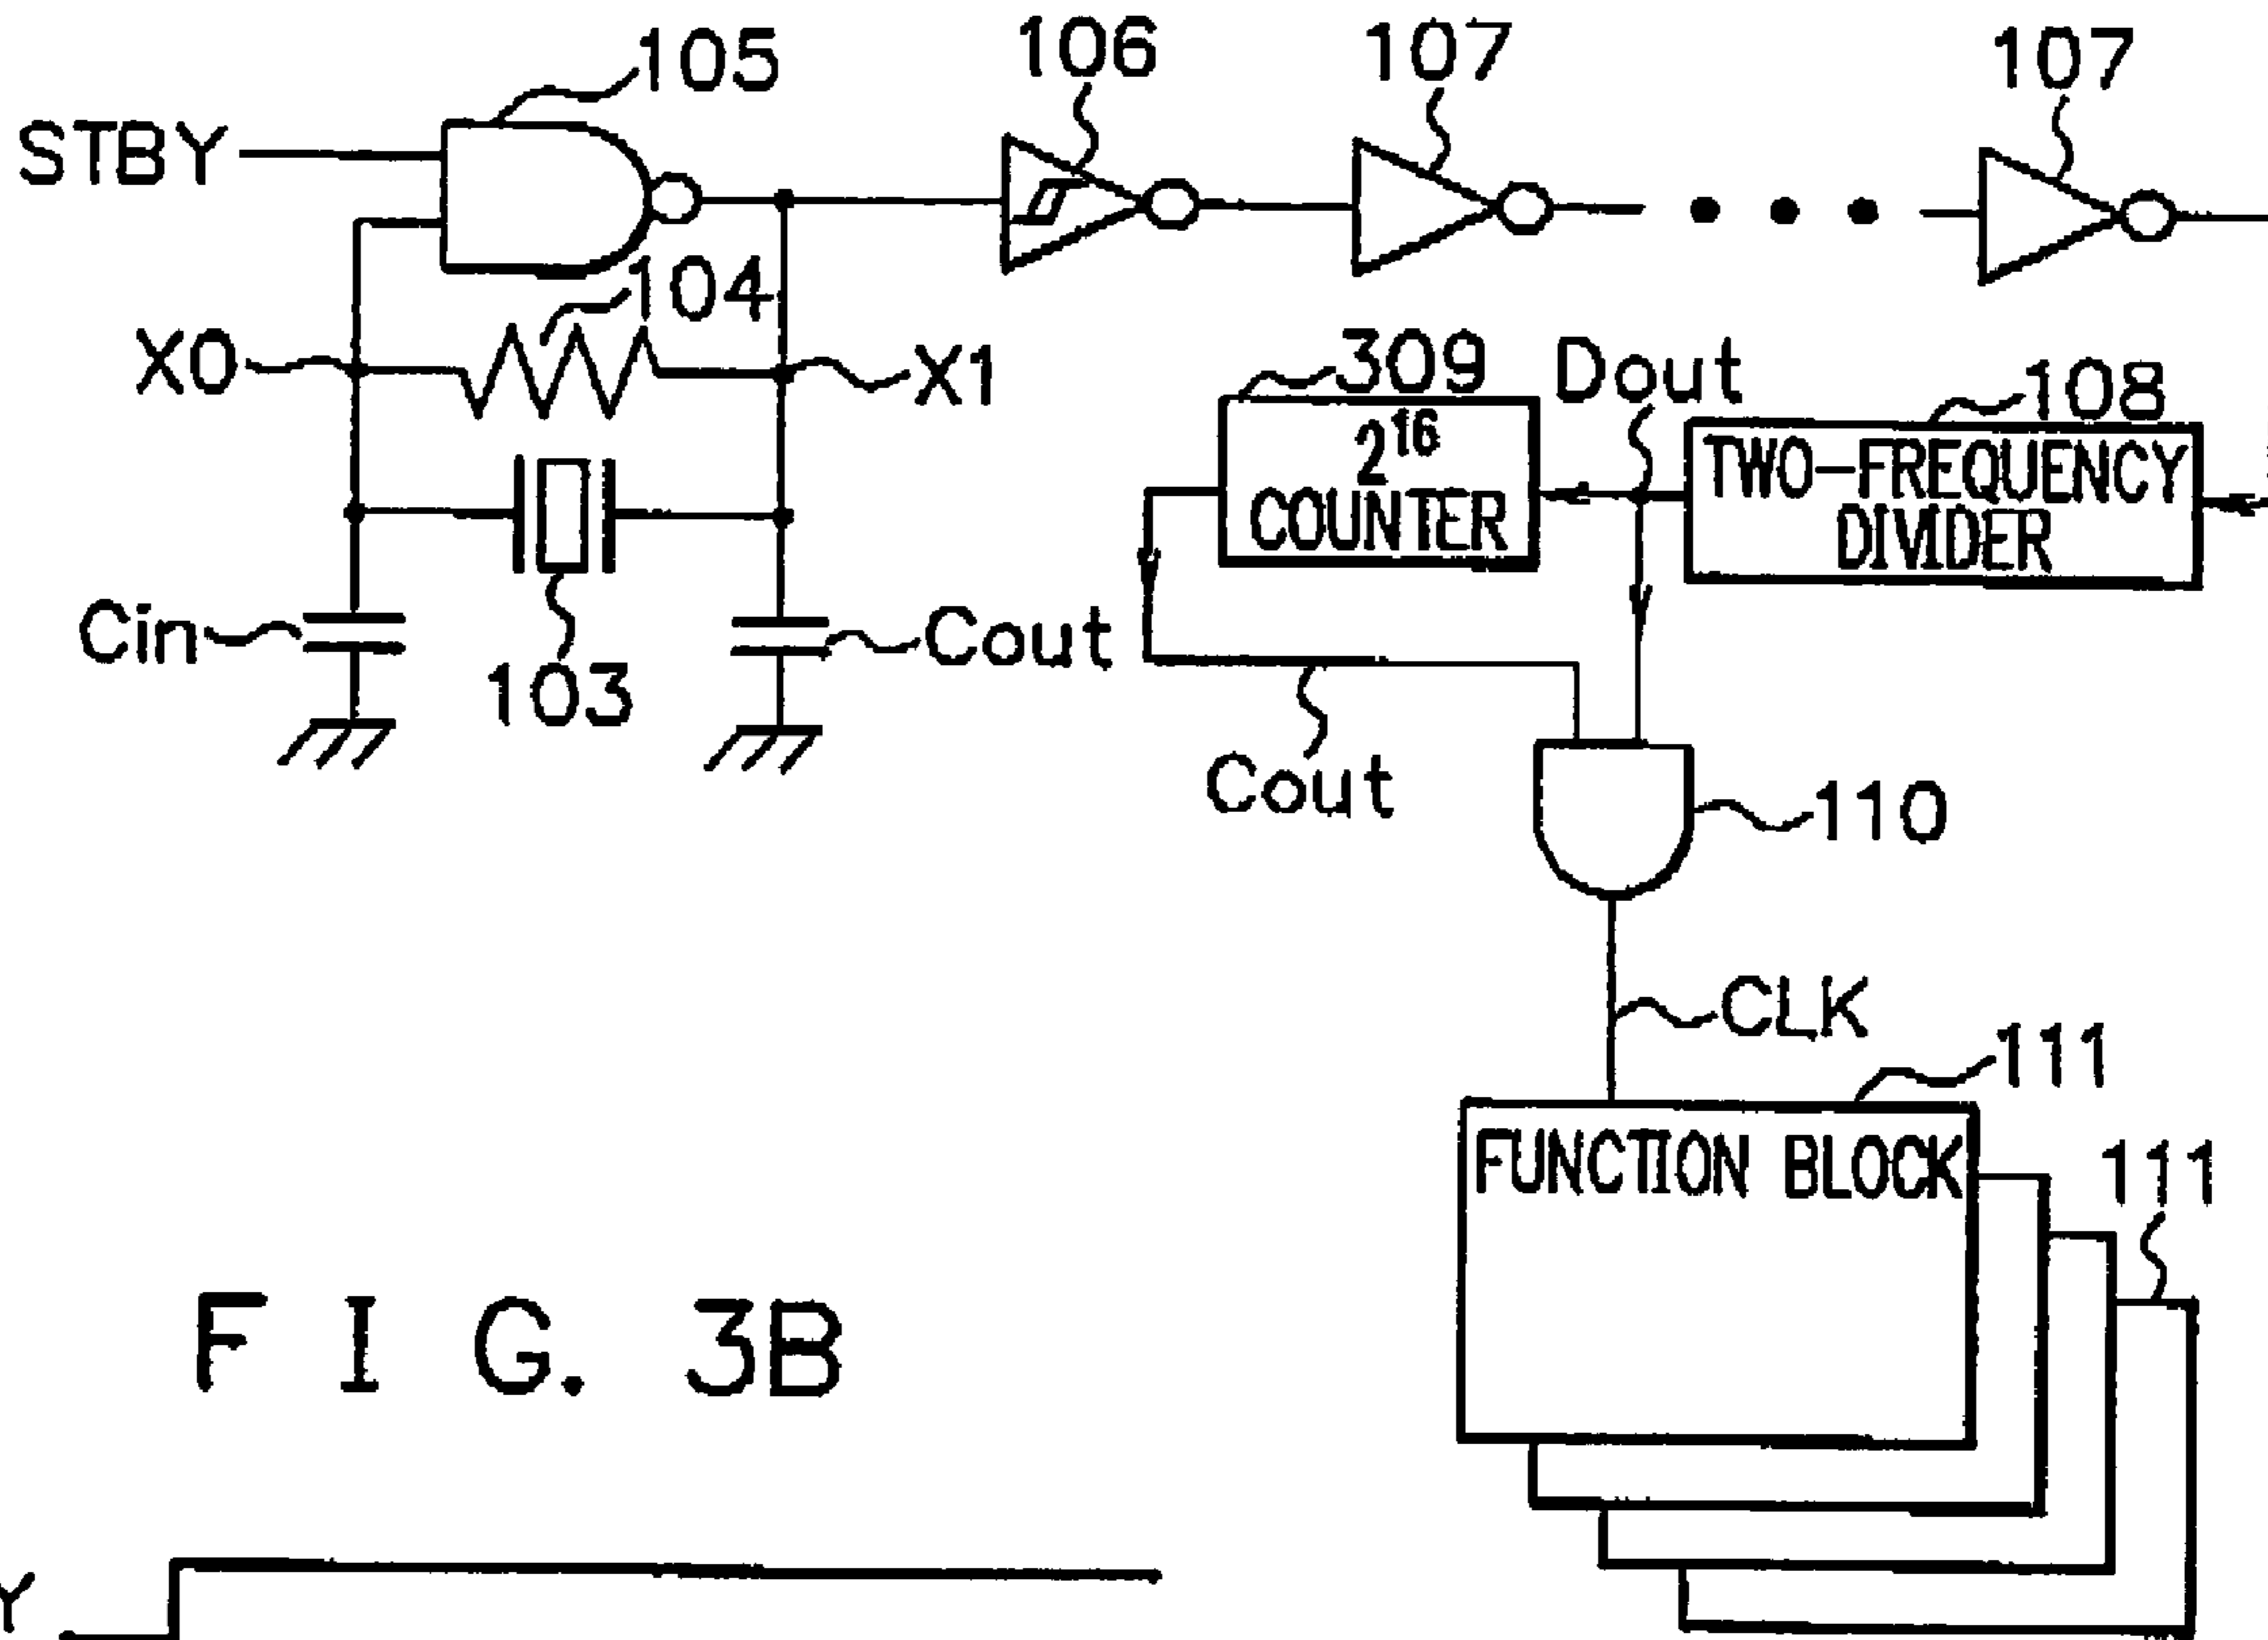 105
106
107
107
STBY
104
X0
X1
309
Dout
108
2^16
COUNTER
TWO-FREQUENCY
DIVIDER
Cin
Cout
103
Cout
110
CLK
111
FUNCTION BLOCK
111
F I G. 3B
Y